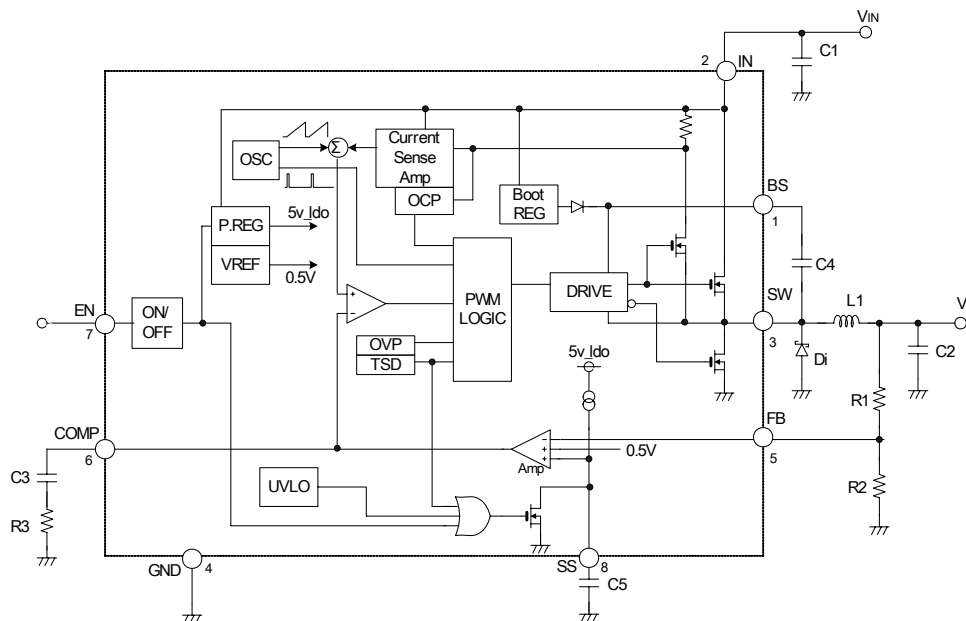 VIN
C1
2
IN
OSC
Σ
Current
Sense
Amp
OCP
Boot
REG
BS
1
P.REG
5v_ldo
VREF
0.5V
C4
PWM
LOGIC
DRIVE
SW
3
L1
V
EN
7
ON/
OFF
+
−
OVP
TSD
5v_ldo
Di
C2
R1
COMP
6
FB
5
−
+
+
Amp
0.5V
C3
R3
UVLO
R2
GND
4
SS
8
C5